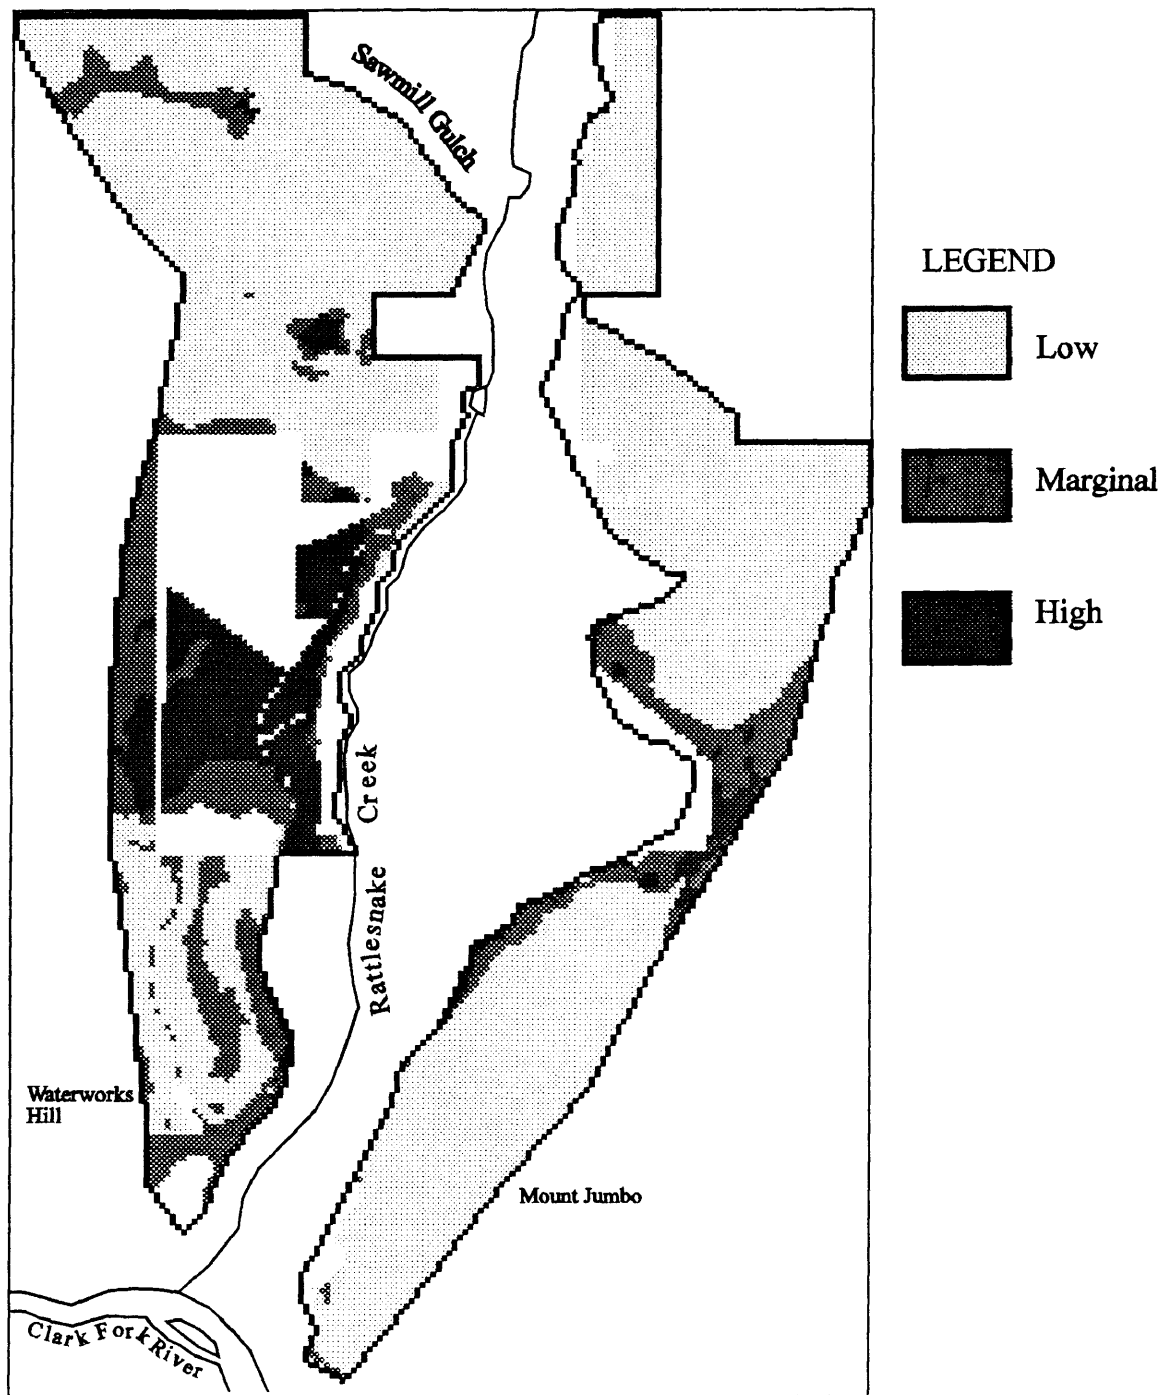 Sawmill Gulch
LEGEND
Low
Marginal
High
Rattlesnake Creek
Waterworks
Hill
Mount Jumbo
Clark Fork River